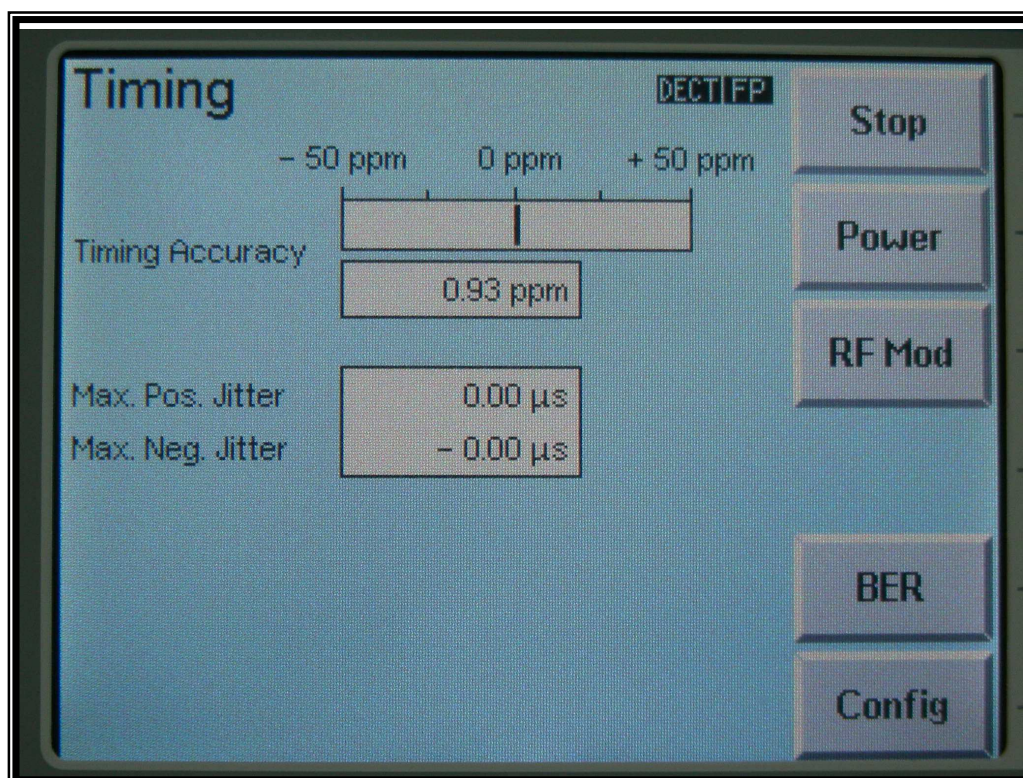 Timing
DECT FP
– 50 ppm 0 ppm + 50 ppm
Timing Accuracy
0.93 ppm
Max. Pos. Jitter 0.00 µs
Max. Neg. Jitter – 0.00 µs
Stop
Power
RF Mod
BER
Config